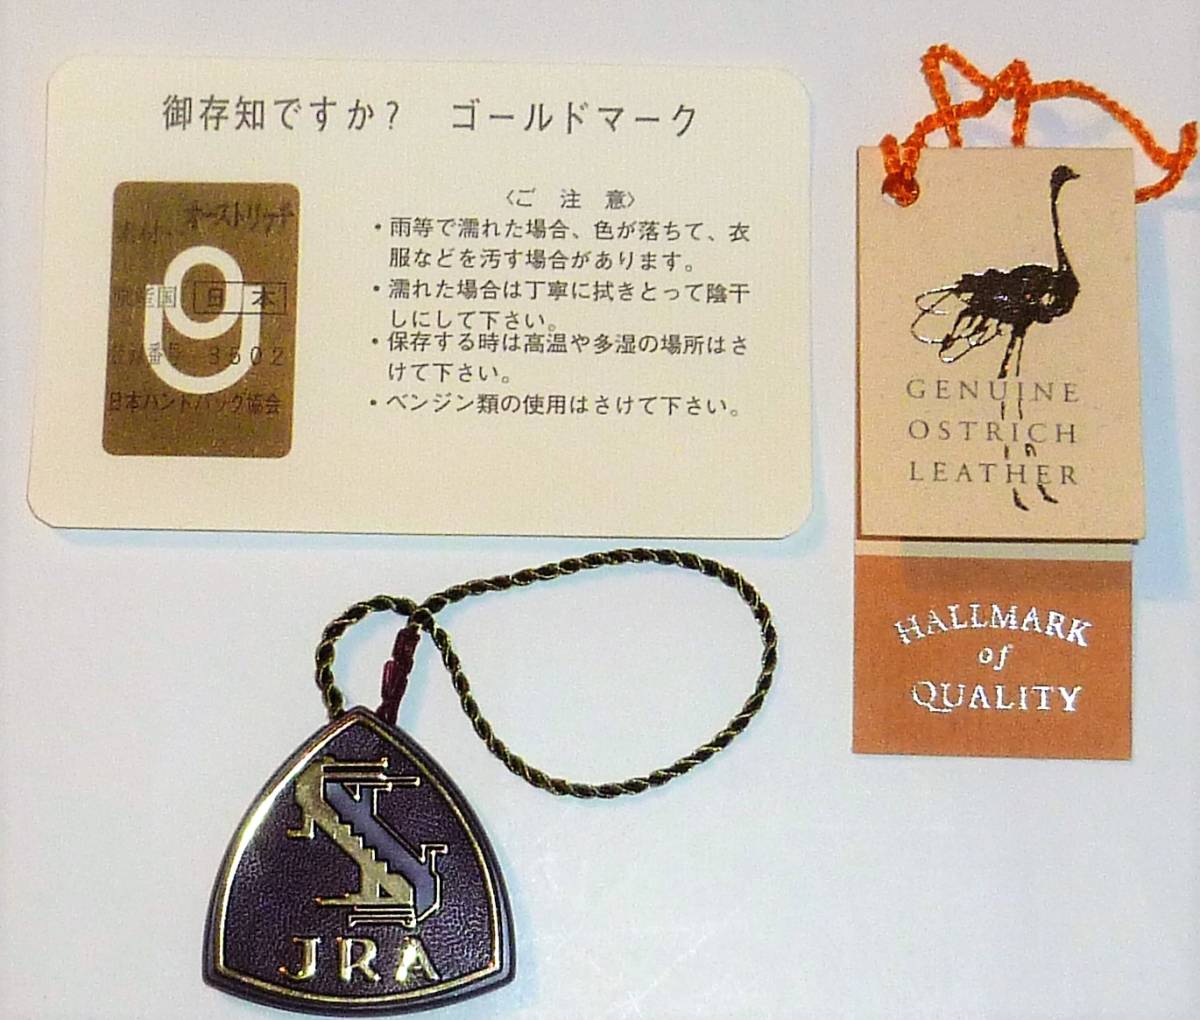 御存知ですか？ ゴールドマーク
オーストリッチ
日本
3502
日本ハンドバッグ協会
〈ご注意〉
・雨等で濡れた場合、色が落ちて、衣
服などを汚す場合があります。
・濡れた場合は丁寧に拭きとって陰干
しにして下さい。
・保存する時は高温や多湿の場所はさ
けて下さい。
・ベンジン類の使用はさけて下さい。
GENUINE
OSTRICH
LEATHER
HALLMARK
of
QUALITY
JRA